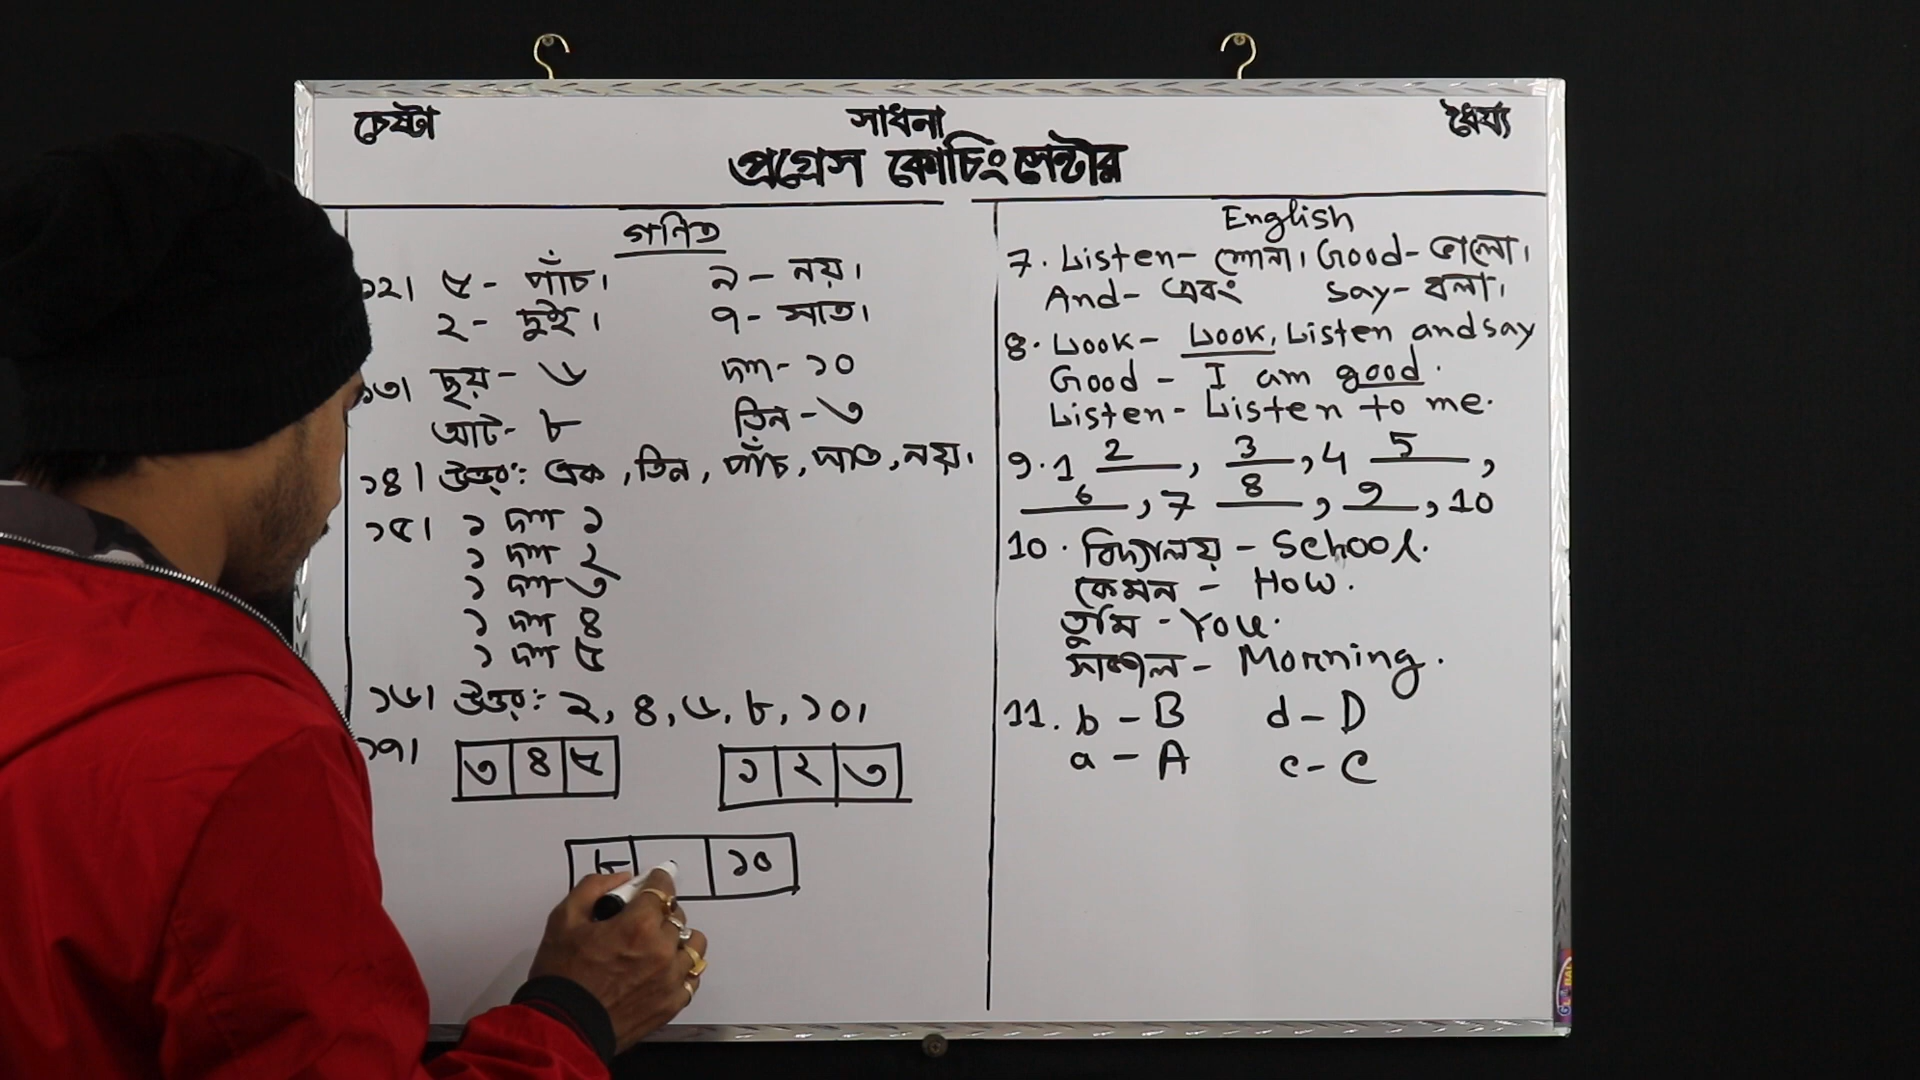 চেষ্টা সাধনা ধৈর্য্য
প্রগ্রেস কোচিং সেন্টার
গনিত
১২। ৫ - পাঁচ। ৯ - নয়।
২ - দুই। ৭ - সাত।
১৩। ছয় - ৬ দশ - ১০
আট - ৮ তিন - ৩
১৪। উত্তর: এক, তিন, পাঁচ, সাত, নয়।
১৫। ১ দশ ১
১ দশ ২
১ দশ ৩
১ দশ ৪
১ দশ ৫
১৬। উত্তর:- ২, ৪, ৬, ৮, ১০।
১৭। ৩ ৪ ৫ ১ ২ ৩
৮ ১০
English
7. Listen - শোনা। Good - ভালো।
And - এবং Say - বলা।
8. Look - Look, Listen and say
Good - I am good.
Listen - Listen to me.
9. 1 2, 3, 4 5,
6, 7 8, 9, 10
10. বিদ্যালয় - School.
কেমন - How.
তুমি - You.
সাকাল - Morning.
11. b - B d - D
a - A c - C